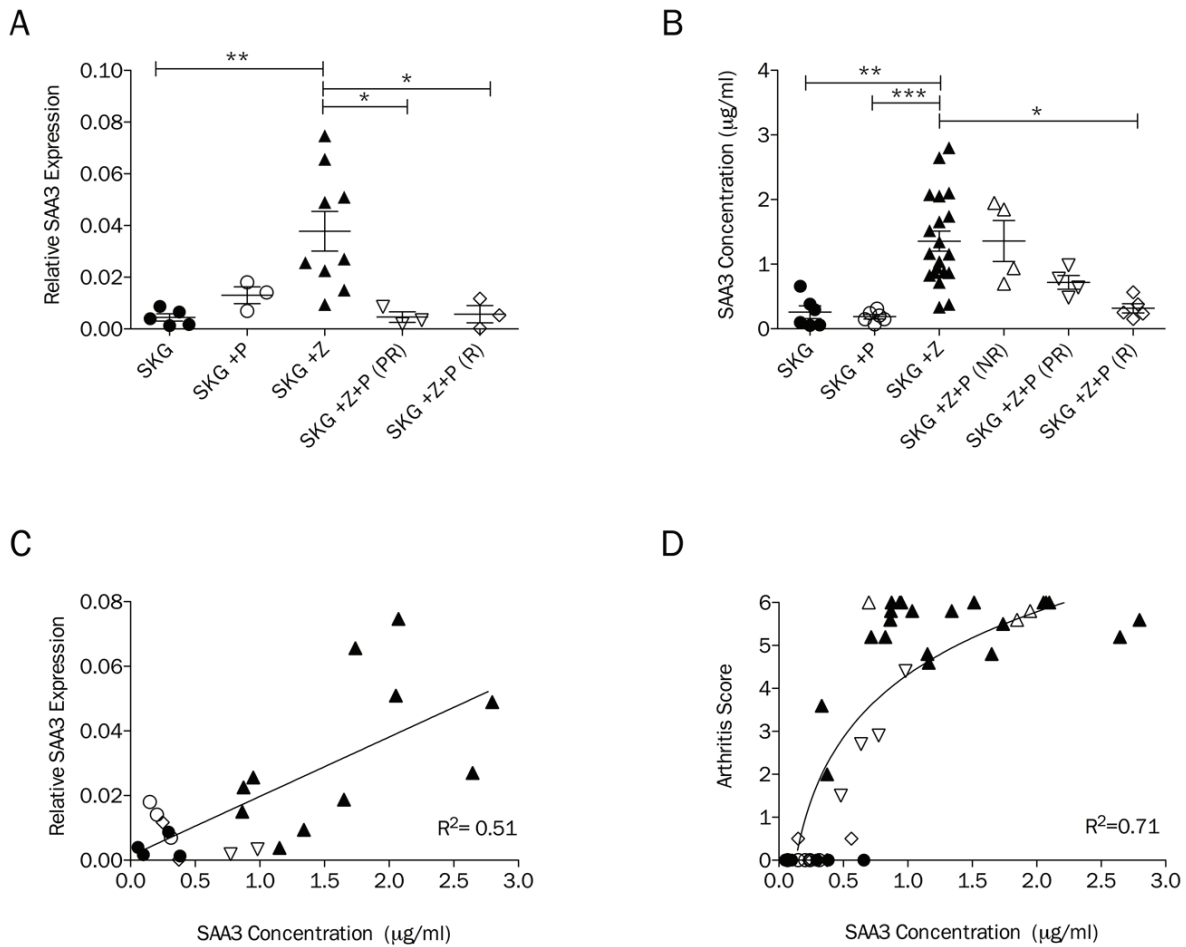 A
**
*
*
0.10
0.08
0.06
0.04
0.02
0.00
Relative SAA3 Expression
SKG
SKG +P
SKG +Z
SKG +Z+P (PR)
SKG +Z+P (R)
B
**
***
*
4
3
2
1
0
SAA3 Concentration (μg/ml)
SKG
SKG +P
SKG +Z
SKG +Z+P (NR)
SKG +Z+P (PR)
SKG +Z+P (R)
C
0.08
0.06
0.04
0.02
0.00
Relative SAA3 Expression
R²= 0.51
0.0 0.5 1.0 1.5 2.0 2.5 3.0
SAA3 Concentration (μg/ml)
D
6
5
4
3
2
1
0
Arthritis Score
R²=0.71
0.0 0.5 1.0 1.5 2.0 2.5 3.0
SAA3 Concentration (μg/ml)